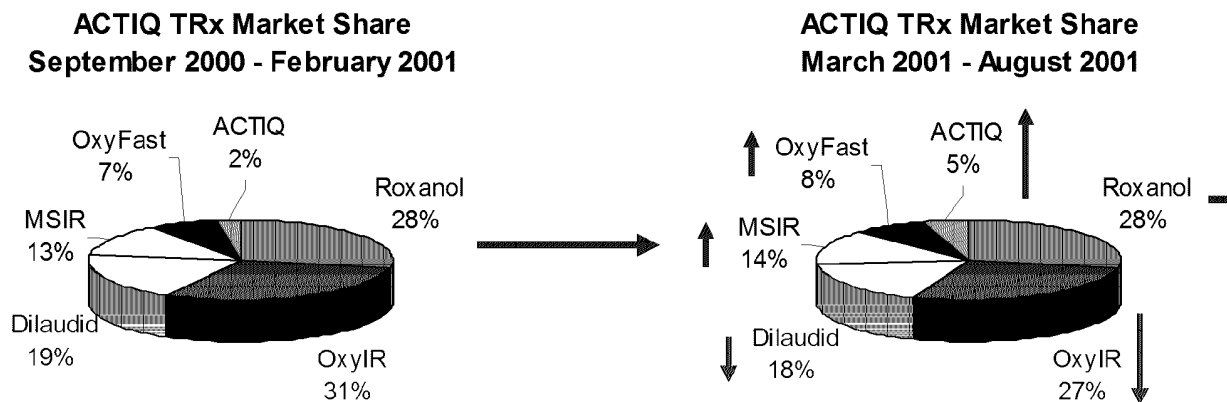 ACTIQ TRx Market Share
September 2000 - February 2001
OxyFast
7%
ACTIQ
2%
Roxanol
28%
MSIR
13%
Dilaudid
19%
OxyIR
31%
ACTIQ TRx Market Share
March 2001 - August 2001
OxyFast
8%
ACTIQ
5%
Roxanol
28%
MSIR
14%
Dilaudid
18%
OxyIR
27%